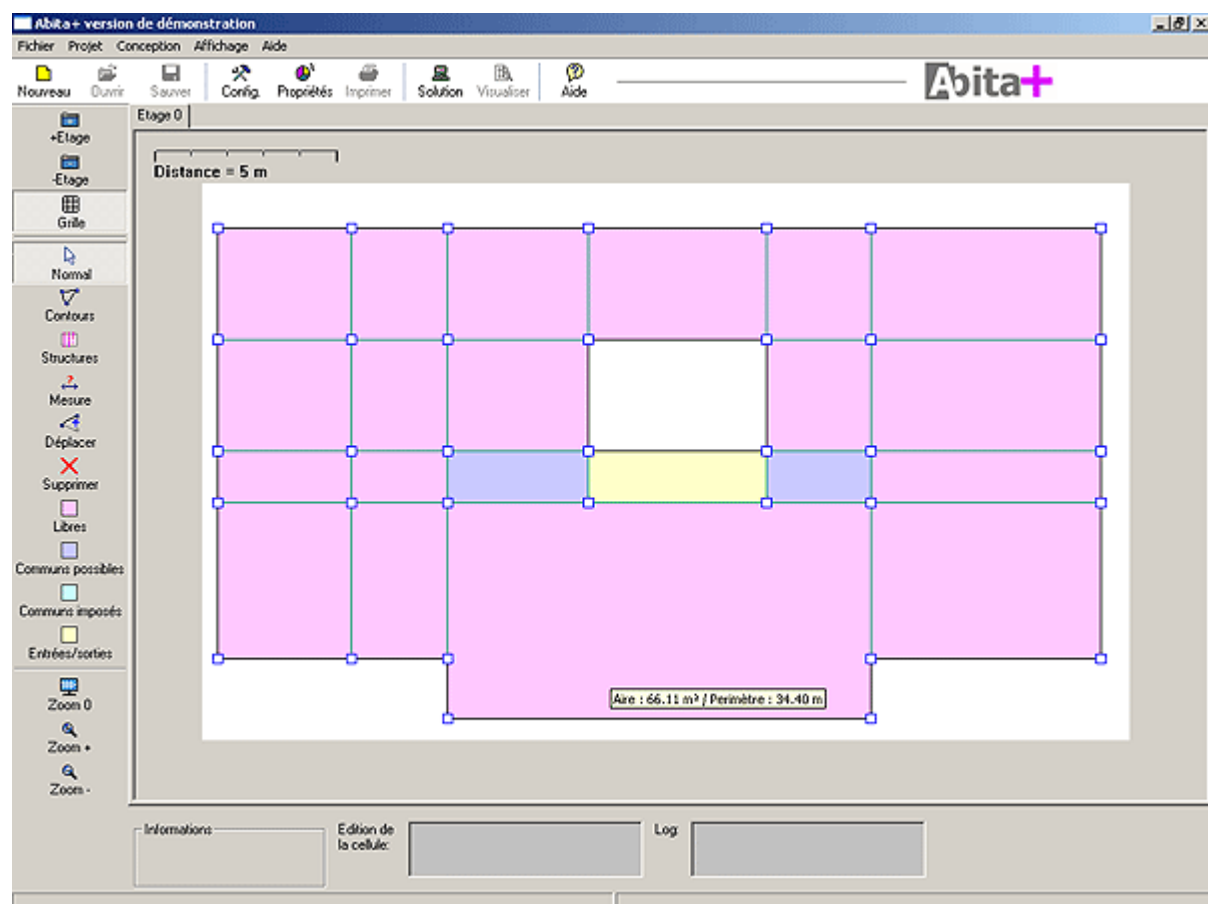 Abita+ version de démonstration
Fichier Projet Conception Affichage Aide
Nouveau Ouvrir Sauver Config. Propriétés Imprimer Solution Visualiser Aide
Abita+
Etage 0
+Etage
-Etage
Grille
Normal
Contours
Structures
Mesure
Déplacer
Supprimer
Libres
Communs possibles
Communs imposés
Entrées/sorties
Zoom 0
Zoom +
Zoom -
Distance = 5 m
Aire : 66.11 m² / Perimètre : 34.40 m
Informations
Edition de
la cellule:
Log: